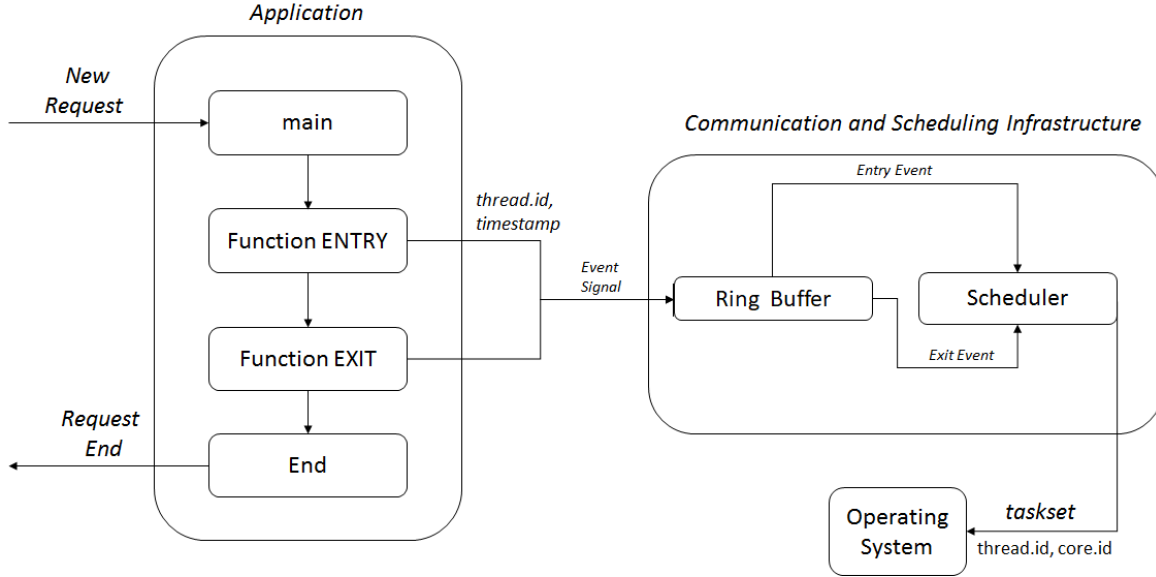 Application
New
Request
main
Communication and Scheduling Infrastructure
Entry Event
thread.id,
timestamp
Function ENTRY
Event
Signal
Ring Buffer
Scheduler
Function EXIT
Exit Event
Request
End
End
Operating
System
taskset
thread.id, core.id